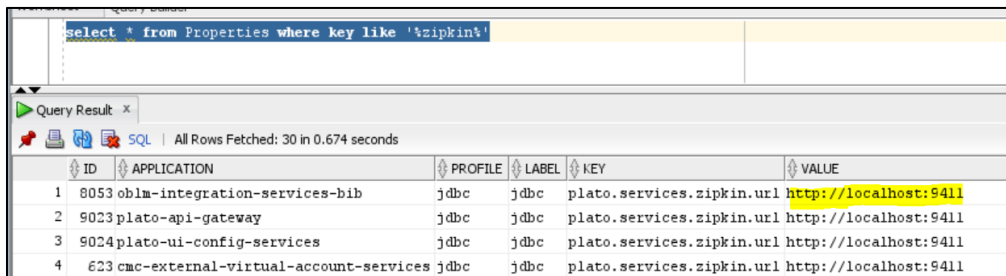 Query Builder
select * from Properties where key like '%zipkin%'
Query Result x
SQL | All Rows Fetched: 30 in 0.674 seconds
ID APPLICATION PROFILE LABEL KEY VALUE
1 8053 oblm-integration-services-bib jdbc jdbc plato.services.zipkin.url http://localhost:9411
2 9023 plato-api-gateway jdbc jdbc plato.services.zipkin.url http://localhost:9411
3 9024 plato-ui-config-services jdbc jdbc plato.services.zipkin.url http://localhost:9411
4 623 cmc-external-virtual-account-services jdbc jdbc plato.services.zipkin.url http://localhost:9411